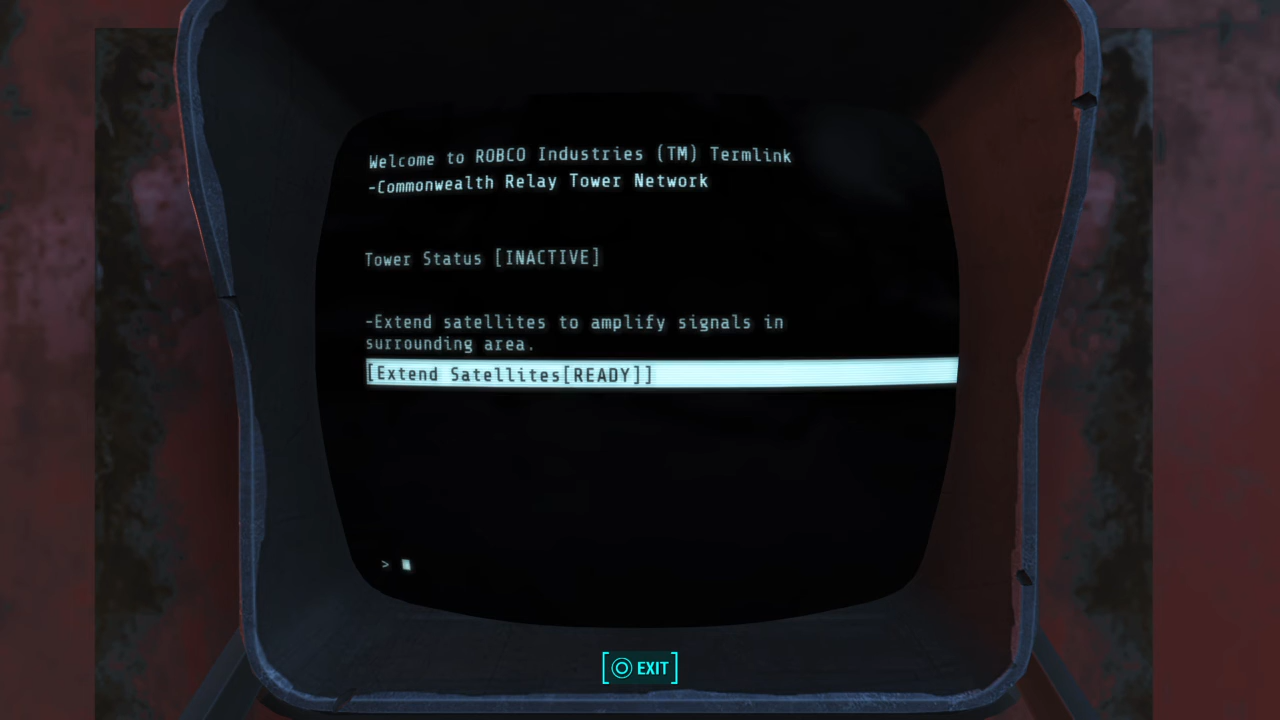 Welcome to ROBCO Industries (TM) Termlink
-Commonwealth Relay Tower Network
Tower Status [INACTIVE]
-Extend satellites to amplify signals in
surrounding area.
[Extend Satellites[READY]]
>
EXIT